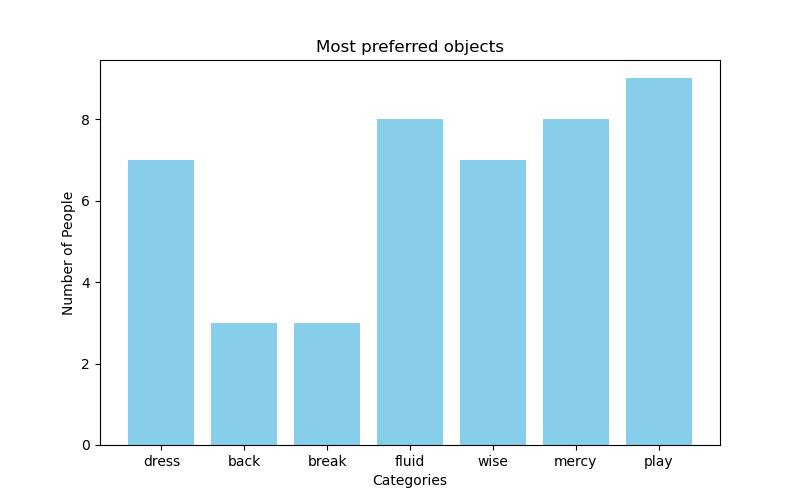 Most preferred objects
Number of People
8
6
4
2
0
dress back break fluid wise mercy play
Categories